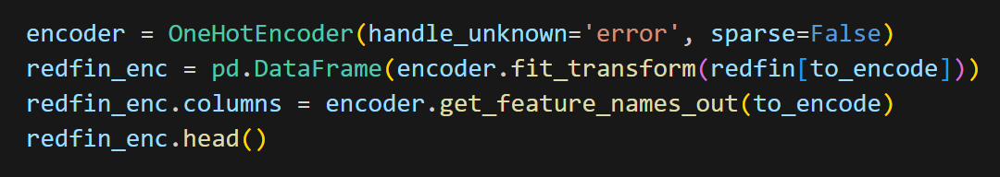 encoder = OneHotEncoder(handle_unknown='error', sparse=False)
redfin_enc = pd.DataFrame(encoder.fit_transform(redfin[to_encode]))
redfin_enc.columns = encoder.get_feature_names_out(to_encode)
redfin_enc.head()